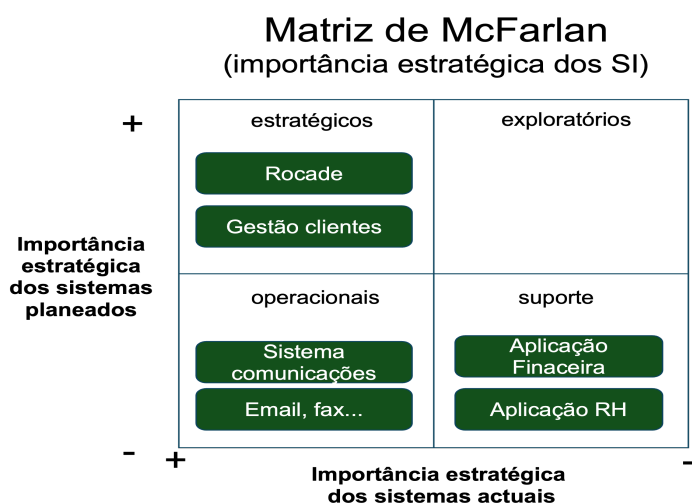 Matriz de McFarlan
(importância estratégica dos SI)
+
estratégicos
exploratórios
Rocade
Gestão clientes
Importância
estratégica
dos sistemas
planeados
operacionais
suporte
Sistema
comunicações
Aplicação
Finaceira
Email, fax...
Aplicação RH
-
+
-
Importância estratégica
dos sistemas actuais